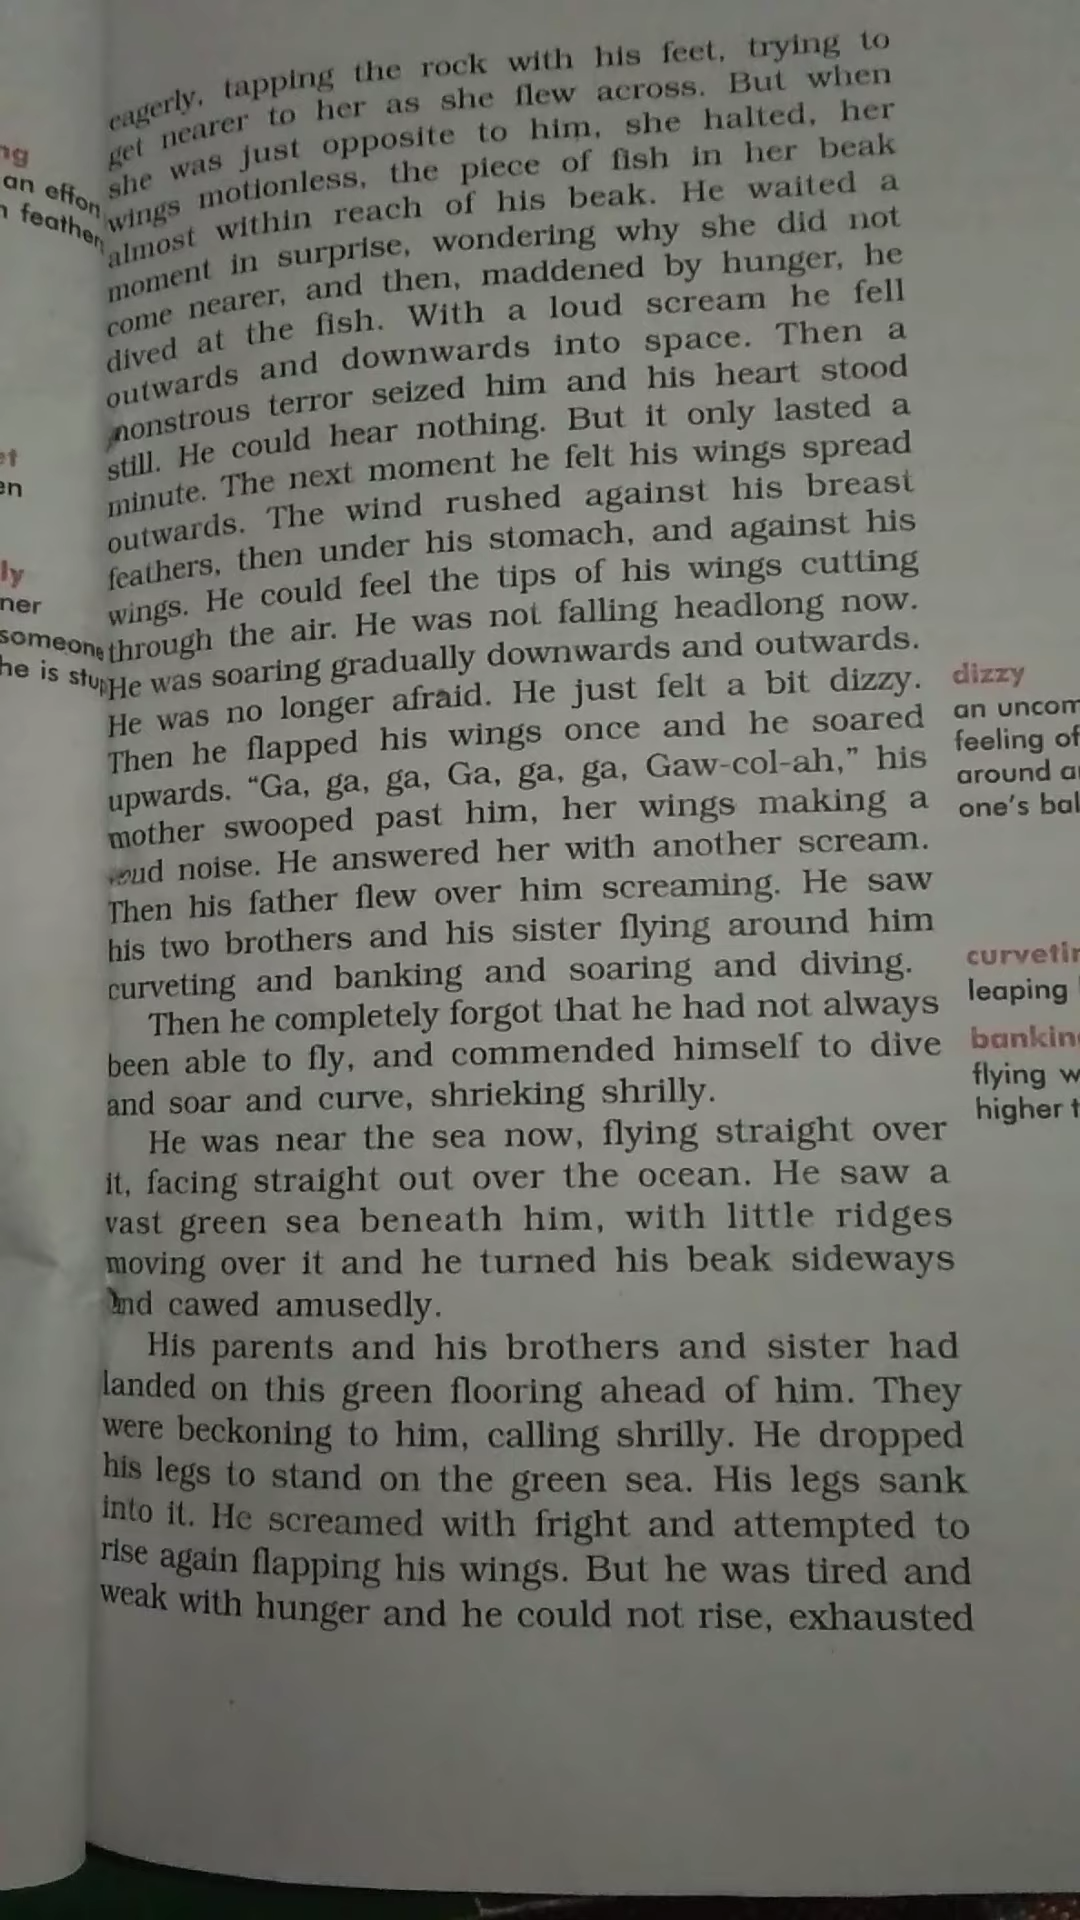 ng
an effort
n feather
et
en
ly
ner
someone
he is stup
eagerly, tapping the rock with his feet, trying to
get nearer to her as she flew across. But when
she was just opposite to him, she halted, her
wings motionless, the piece of fish in her beak
almost within reach of his beak. He waited a
moment in surprise, wondering why she did not
come nearer, and then, maddened by hunger, he
dived at the fish. With a loud scream he fell
outwards and downwards into space. Then a
monstrous terror seized him and his heart stood
still. He could hear nothing. But it only lasted a
minute. The next moment he felt his wings spread
outwards. The wind rushed against his breast
feathers, then under his stomach, and against his
wings. He could feel the tips of his wings cutting
through the air. He was not falling headlong now.
He was soaring gradually downwards and outwards.
He was no longer afraid. He just felt a bit dizzy.
Then he flapped his wings once and he soared
upwards. “Ga, ga, ga, Ga, ga, ga, Gaw-col-ah,” his
mother swooped past him, her wings making a
loud noise. He answered her with another scream.
Then his father flew over him screaming. He saw
his two brothers and his sister flying around him
curveting and banking and soaring and diving.
Then he completely forgot that he had not always
been able to fly, and commended himself to dive
and soar and curve, shrieking shrilly.
He was near the sea now, flying straight over
it, facing straight out over the ocean. He saw a
vast green sea beneath him, with little ridges
moving over it and he turned his beak sideways
and cawed amusedly.
His parents and his brothers and sister had
landed on this green flooring ahead of him. They
were beckoning to him, calling shrilly. He dropped
his legs to stand on the green sea. His legs sank
into it. He screamed with fright and attempted to
rise again flapping his wings. But he was tired and
weak with hunger and he could not rise, exhausted
dizzy
an uncom
feeling of
around a
one’s bal
curvetin
leaping
banking
flying w
higher t